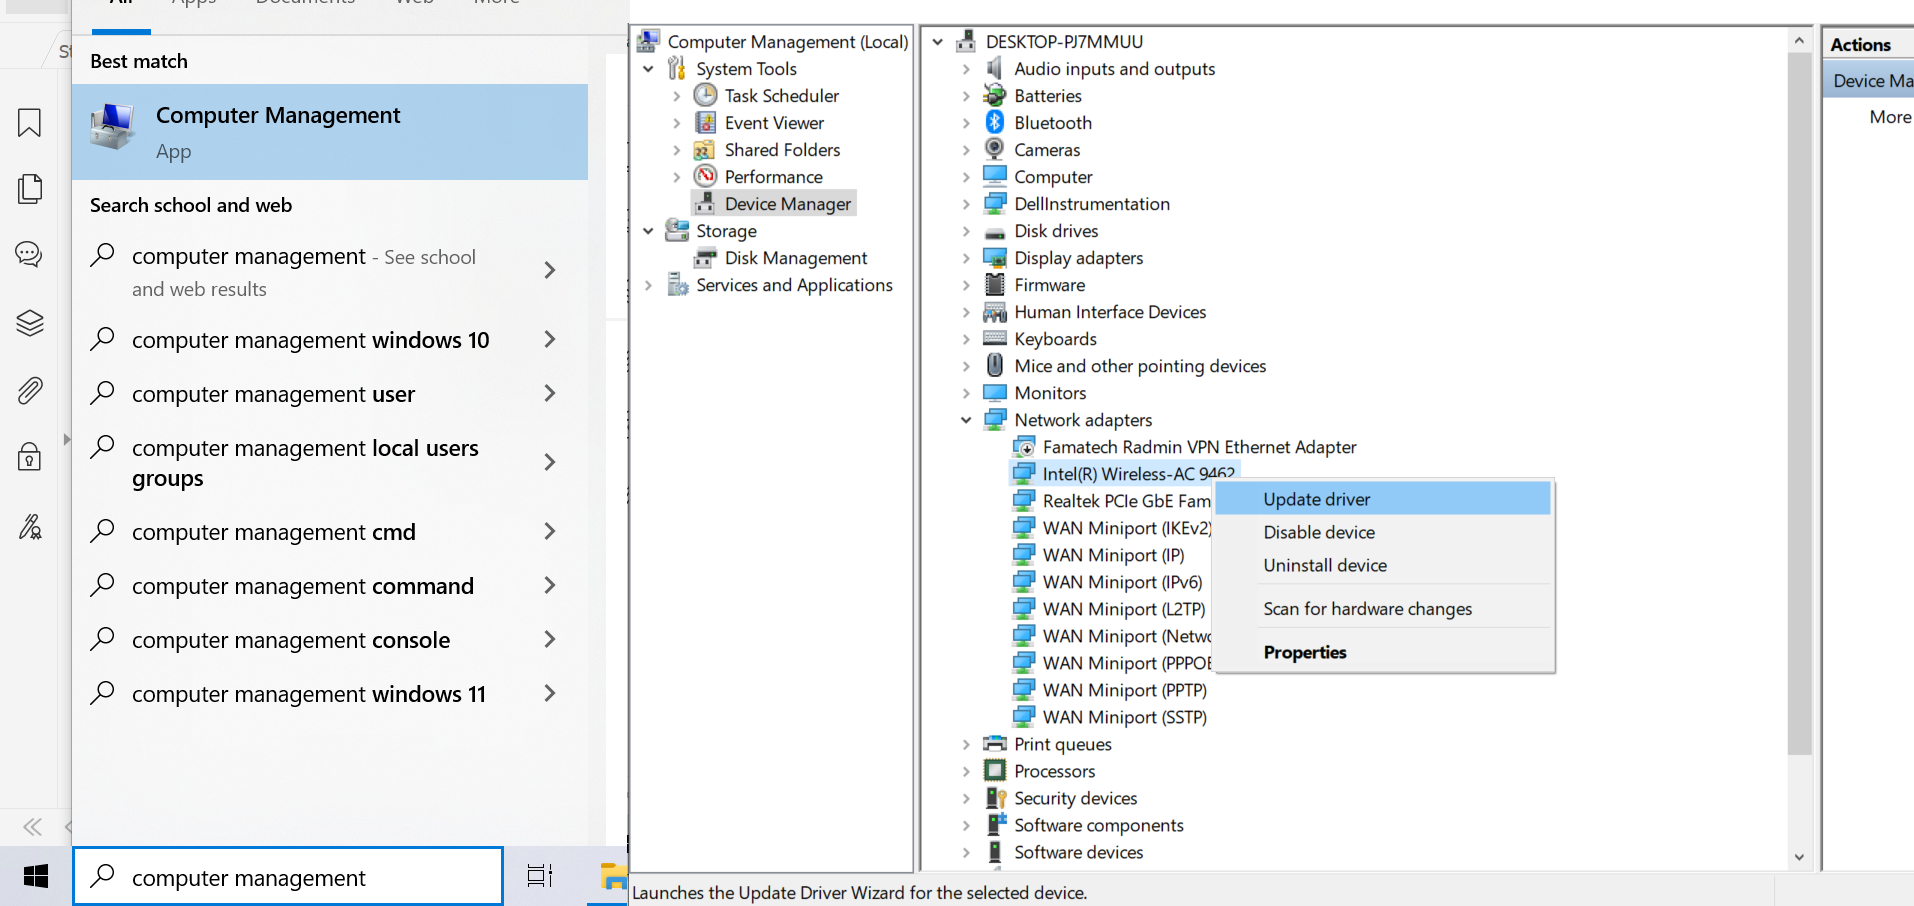 All Apps Documents Web More
Best match
Computer Management
App
Search school and web
computer management - See school
and web results
computer management windows 10
computer management user
computer management local users
groups
computer management cmd
computer management command
computer management console
computer management windows 11
computer management
Computer Management (Local)
System Tools
Task Scheduler
Event Viewer
Shared Folders
Performance
Device Manager
Storage
Disk Management
Services and Applications
DESKTOP-PJ7MMUU
Audio inputs and outputs
Batteries
Bluetooth
Cameras
Computer
DellInstrumentation
Disk drives
Display adapters
Firmware
Human Interface Devices
Keyboards
Mice and other pointing devices
Monitors
Network adapters
Famatech Radmin VPN Ethernet Adapter
Intel(R) Wireless-AC 9462
Realtek PCIe GbE Fam
WAN Miniport (IKEv2)
WAN Miniport (IP)
WAN Miniport (IPv6)
WAN Miniport (L2TP)
WAN Miniport (Netwo
WAN Miniport (PPPOE
WAN Miniport (PPTP)
WAN Miniport (SSTP)
Print queues
Processors
Security devices
Software components
Software devices
Update driver
Disable device
Uninstall device
Scan for hardware changes
Properties
Actions
Device Ma
More
Launches the Update Driver Wizard for the selected device.